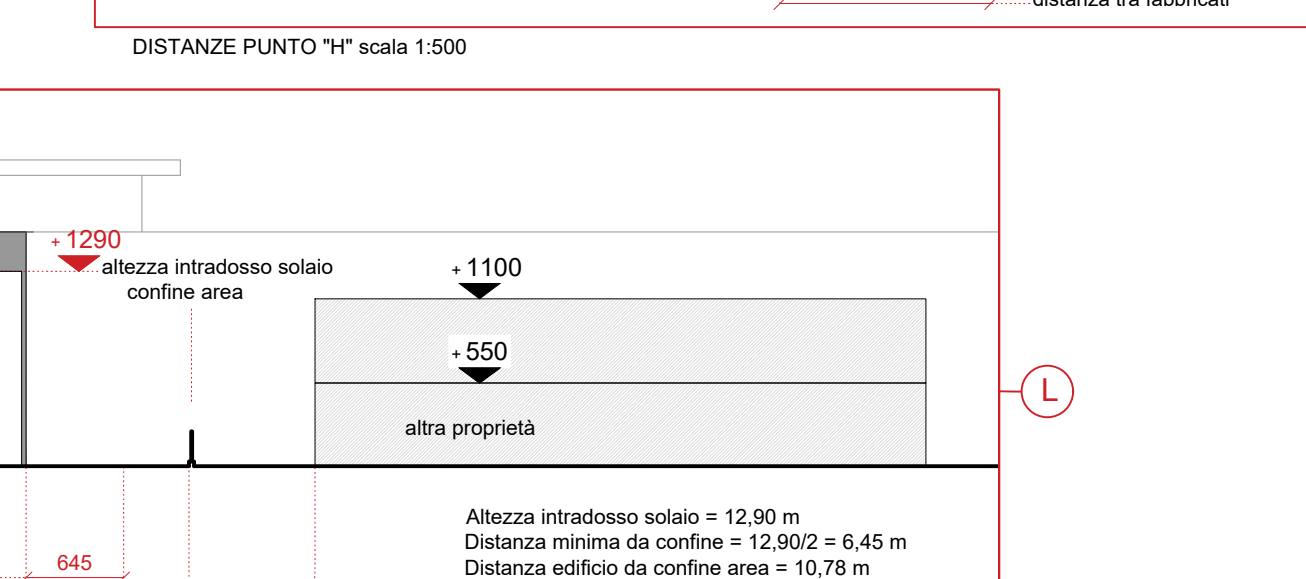 distanza tra fabbricati
DISTANZE PUNTO "H" scala 1:500
+ 1290
altezza intradosso solaio
confine area
+ 1100
+ 550
altra proprietà
L
Altezza intradosso solaio = 12,90 m
Distanza minima da confine = 12,90/2 = 6,45 m
Distanza edificio da confine area = 10,78 m
645